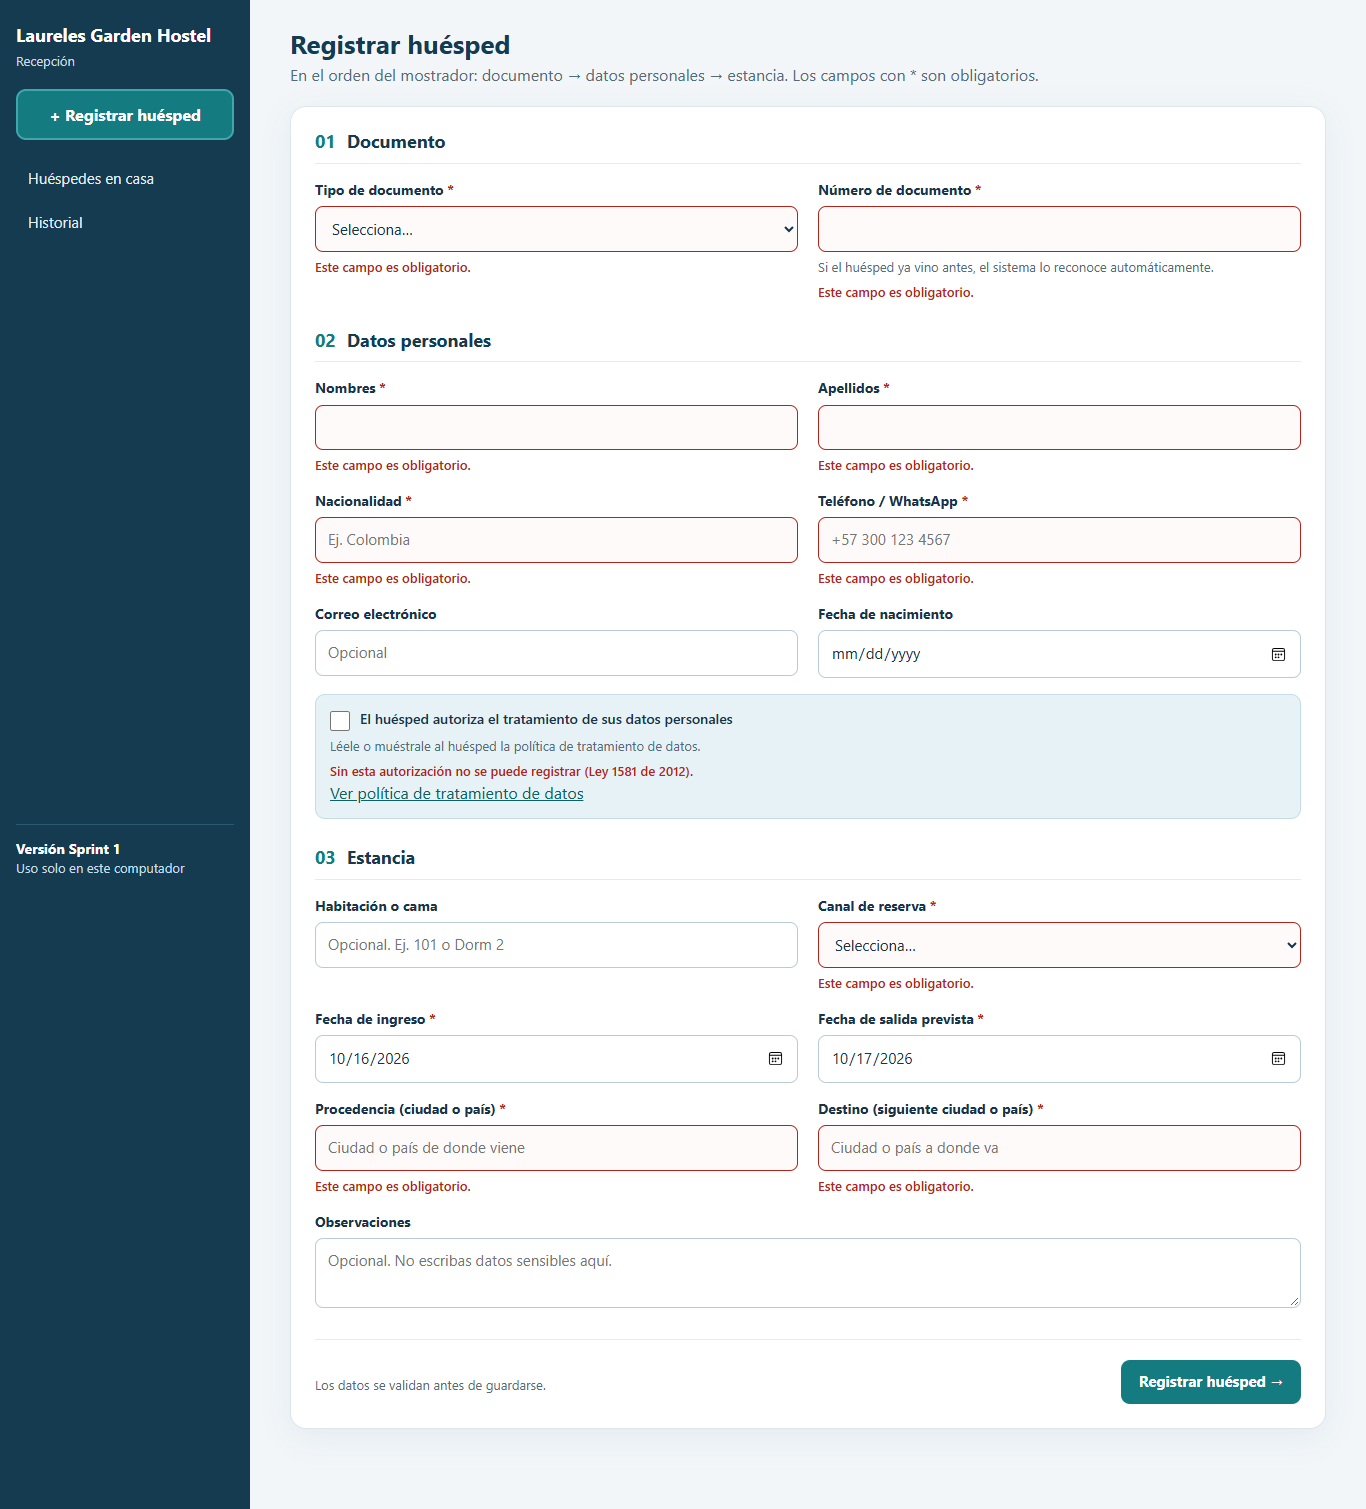 Laureles Garden Hostel
Recepción
+ Registrar huésped
Huéspedes en casa
Historial
Versión Sprint 1
Uso solo en este computador
Registrar huésped
En el orden del mostrador: documento → datos personales → estancia. Los campos con * son obligatorios.
01 Documento
Tipo de documento *
Selecciona...
Este campo es obligatorio.
Número de documento *
Si el huésped ya vino antes, el sistema lo reconoce automáticamente.
Este campo es obligatorio.
02 Datos personales
Nombres *
Este campo es obligatorio.
Apellidos *
Este campo es obligatorio.
Nacionalidad *
Ej. Colombia
Este campo es obligatorio.
Teléfono / WhatsApp *
+57 300 123 4567
Este campo es obligatorio.
Correo electrónico
Opcional
Fecha de nacimiento
mm/dd/yyyy
El huésped autoriza el tratamiento de sus datos personales
Léele o muéstrale al huésped la política de tratamiento de datos.
Sin esta autorización no se puede registrar (Ley 1581 de 2012).
Ver política de tratamiento de datos
03 Estancia
Habitación o cama
Opcional. Ej. 101 o Dorm 2
Canal de reserva *
Selecciona...
Este campo es obligatorio.
Fecha de ingreso *
10/16/2026
Fecha de salida prevista *
10/17/2026
Procedencia (ciudad o país) *
Ciudad o país de donde viene
Este campo es obligatorio.
Destino (siguiente ciudad o país) *
Ciudad o país a donde va
Este campo es obligatorio.
Observaciones
Opcional. No escribas datos sensibles aquí.
Los datos se validan antes de guardarse.
Registrar huésped →